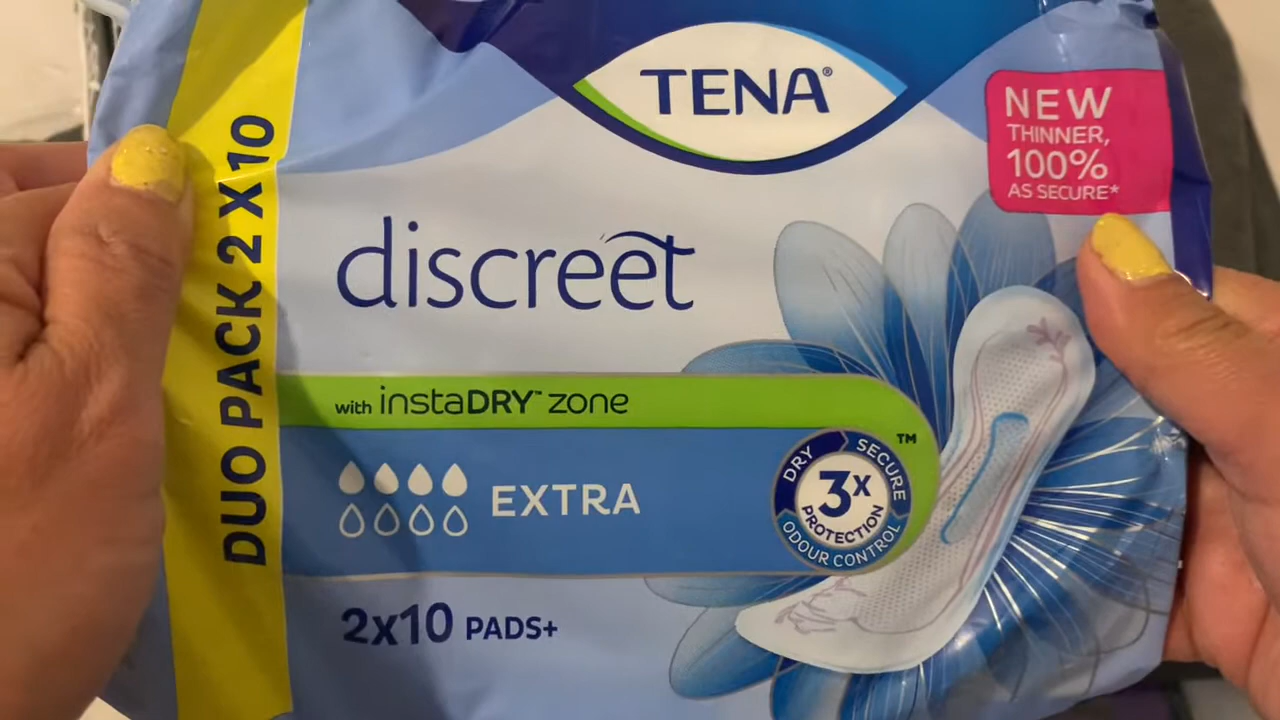 TENA®
NEW
THINNER,
100%
AS SECURE*
DUO PACK 2 X 10
discreet
with instaDRY™ zone
EXTRA
DRY
SECURE
3X
PROTECTION
ODOUR CONTROL
TM
2x10 PADS+